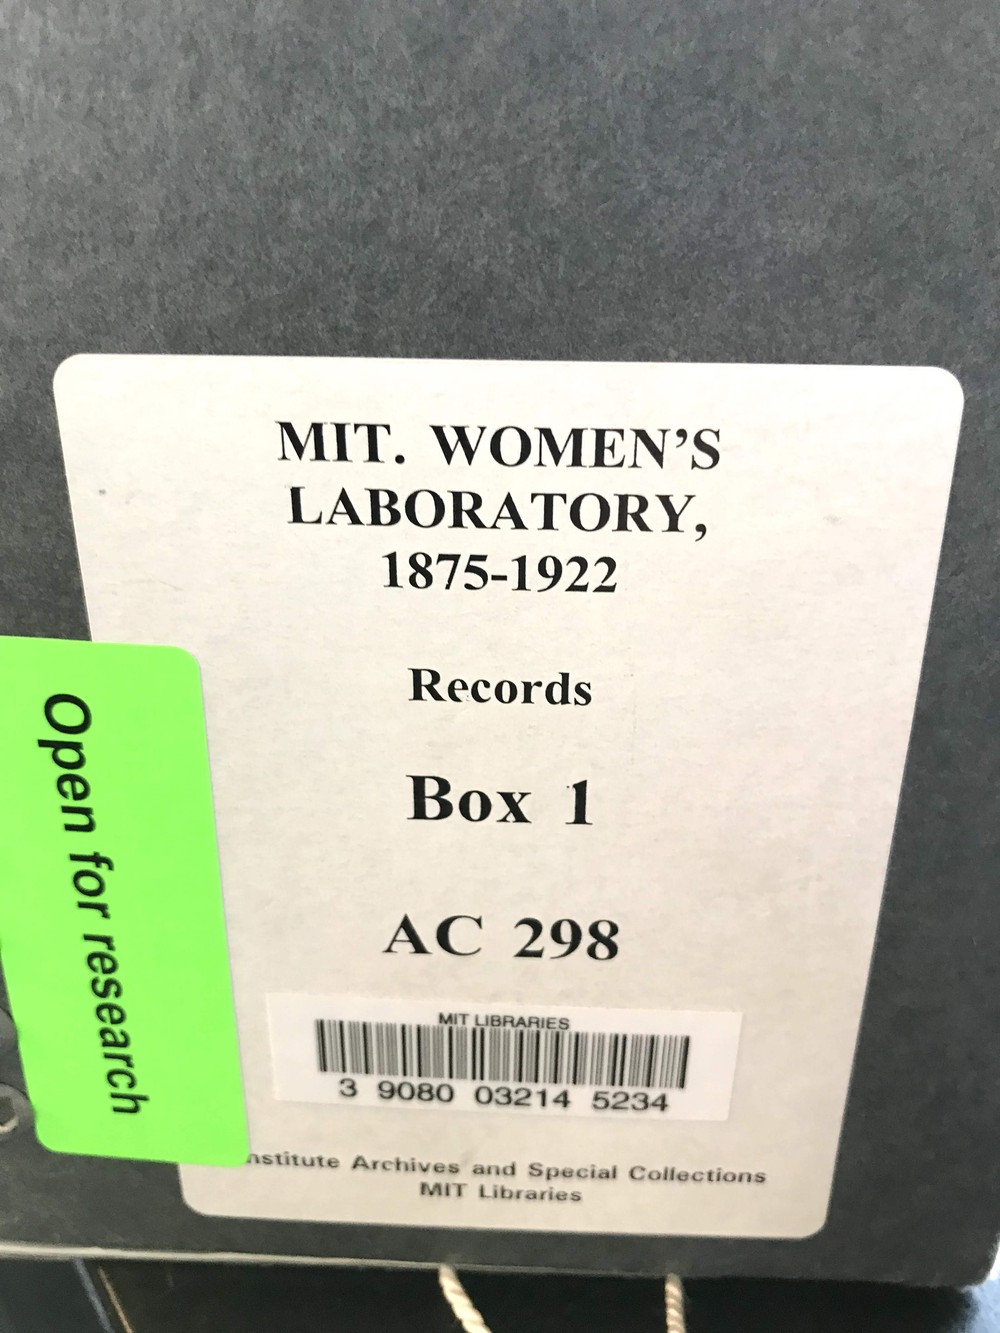 MIT. WOMEN'S
LABORATORY,
1875-1922
Records
Box 1
AC 298
MIT LIBRARIES
3 9080 03214 5234
nstitute Archives and Special Collections
MIT Libraries
Open for research